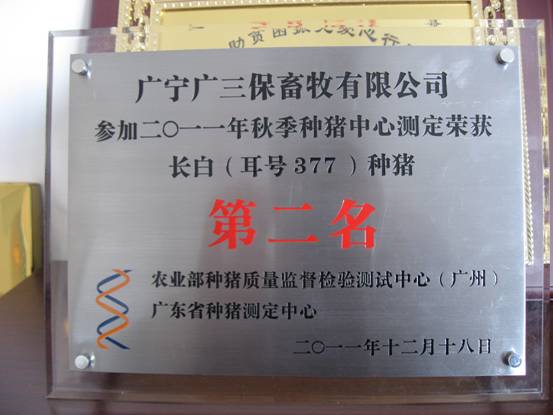 广宁广三保畜牧有限公司
参加二〇一一年秋季种猪中心测定荣获
长白（耳号377）种猪
第二名
农业部种猪质量监督检验测试中心（广州）
广东省种猪测定中心
二〇一一年十二月十八日